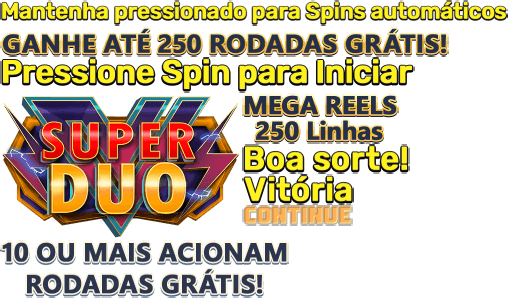 Mantenha pressionado para Spins automáticos
GANHE ATÉ 250 RODADAS GRÁTIS!
Pressione Spin para Iniciar
SUPER
DUO
MEGA REELS
250 Linhas
Boa sorte!
Vitória
CONTINUE
10 OU MAIS ACIONAM
RODADAS GRÁTIS!